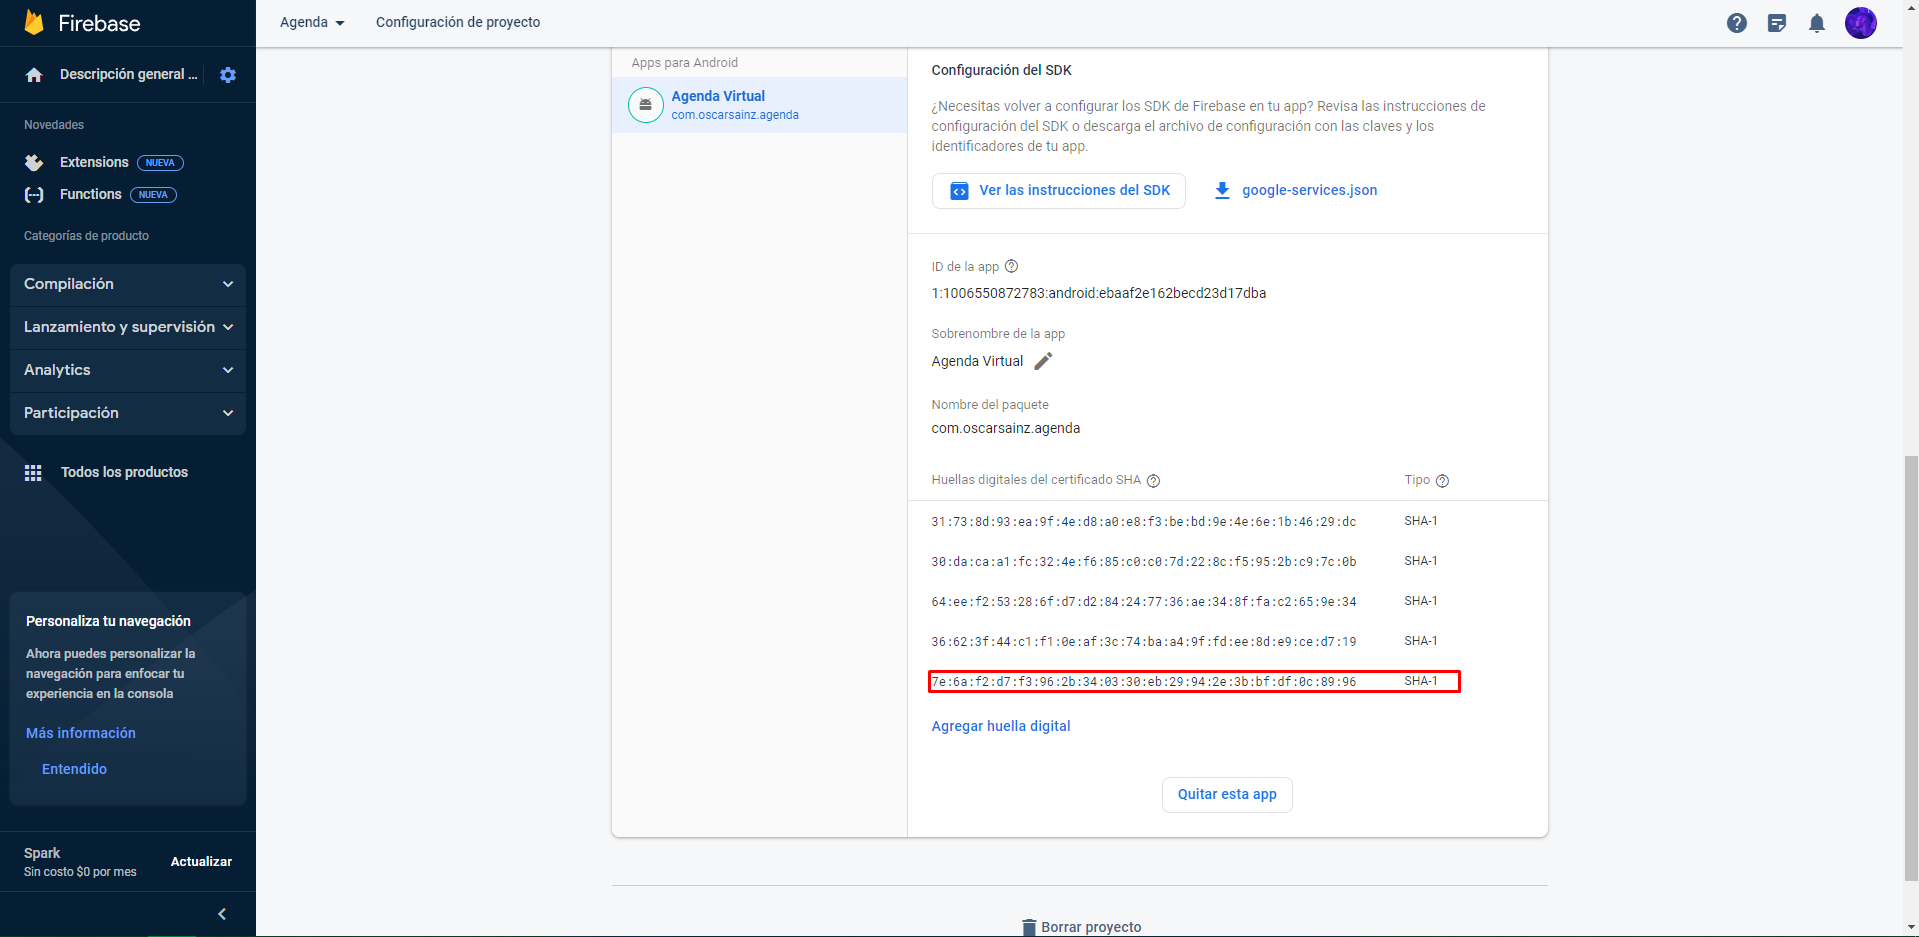 Firebase
Agenda
Configuración de proyecto
Descripción general ...
Novedades
Extensions NUEVA
Functions NUEVA
Categorías de producto
Compilación
Lanzamiento y supervisión
Analytics
Participación
Todos los productos
Personaliza tu navegación
Ahora puedes personalizar la
navegación para enfocar tu
experiencia en la consola
Más información
Entendido
Spark
Sin costo $0 por mes
Actualizar
Apps para Android
Agenda Virtual
com.oscarsainz.agenda
Configuración del SDK
¿Necesitas volver a configurar los SDK de Firebase en tu app? Revisa las instrucciones de
configuración del SDK o descarga el archivo de configuración con las claves y los
identificadores de tu app.
Ver las instrucciones del SDK
google-services.json
ID de la app
1:1006550872783:android:ebaaf2e162becd23d17dba
Sobrenombre de la app
Agenda Virtual
Nombre del paquete
com.oscarsainz.agenda
Huellas digitales del certificado SHA Tipo
31:73:8d:93:ea:9f:4e:d8:a0:e8:f3:be:bd:9e:4e:6e:1b:46:29:dc SHA-1
30:da:ca:a1:fc:32:4e:f6:85:c0:c0:7d:22:8c:f5:95:2b:c9:7c:0b SHA-1
64:ee:f2:53:28:6f:d7:d2:84:24:77:36:ae:34:8f:fa:c2:65:9e:34 SHA-1
36:62:3f:44:c1:f1:0e:af:3c:74:ba:a4:9f:fd:ee:8d:e9:ce:d7:19 SHA-1
7e:6a:f2:d7:f3:96:2b:34:03:30:eb:29:94:2e:3b:bf:df:0c:89:96 SHA-1
Agregar huella digital
Quitar esta app
Borrar proyecto